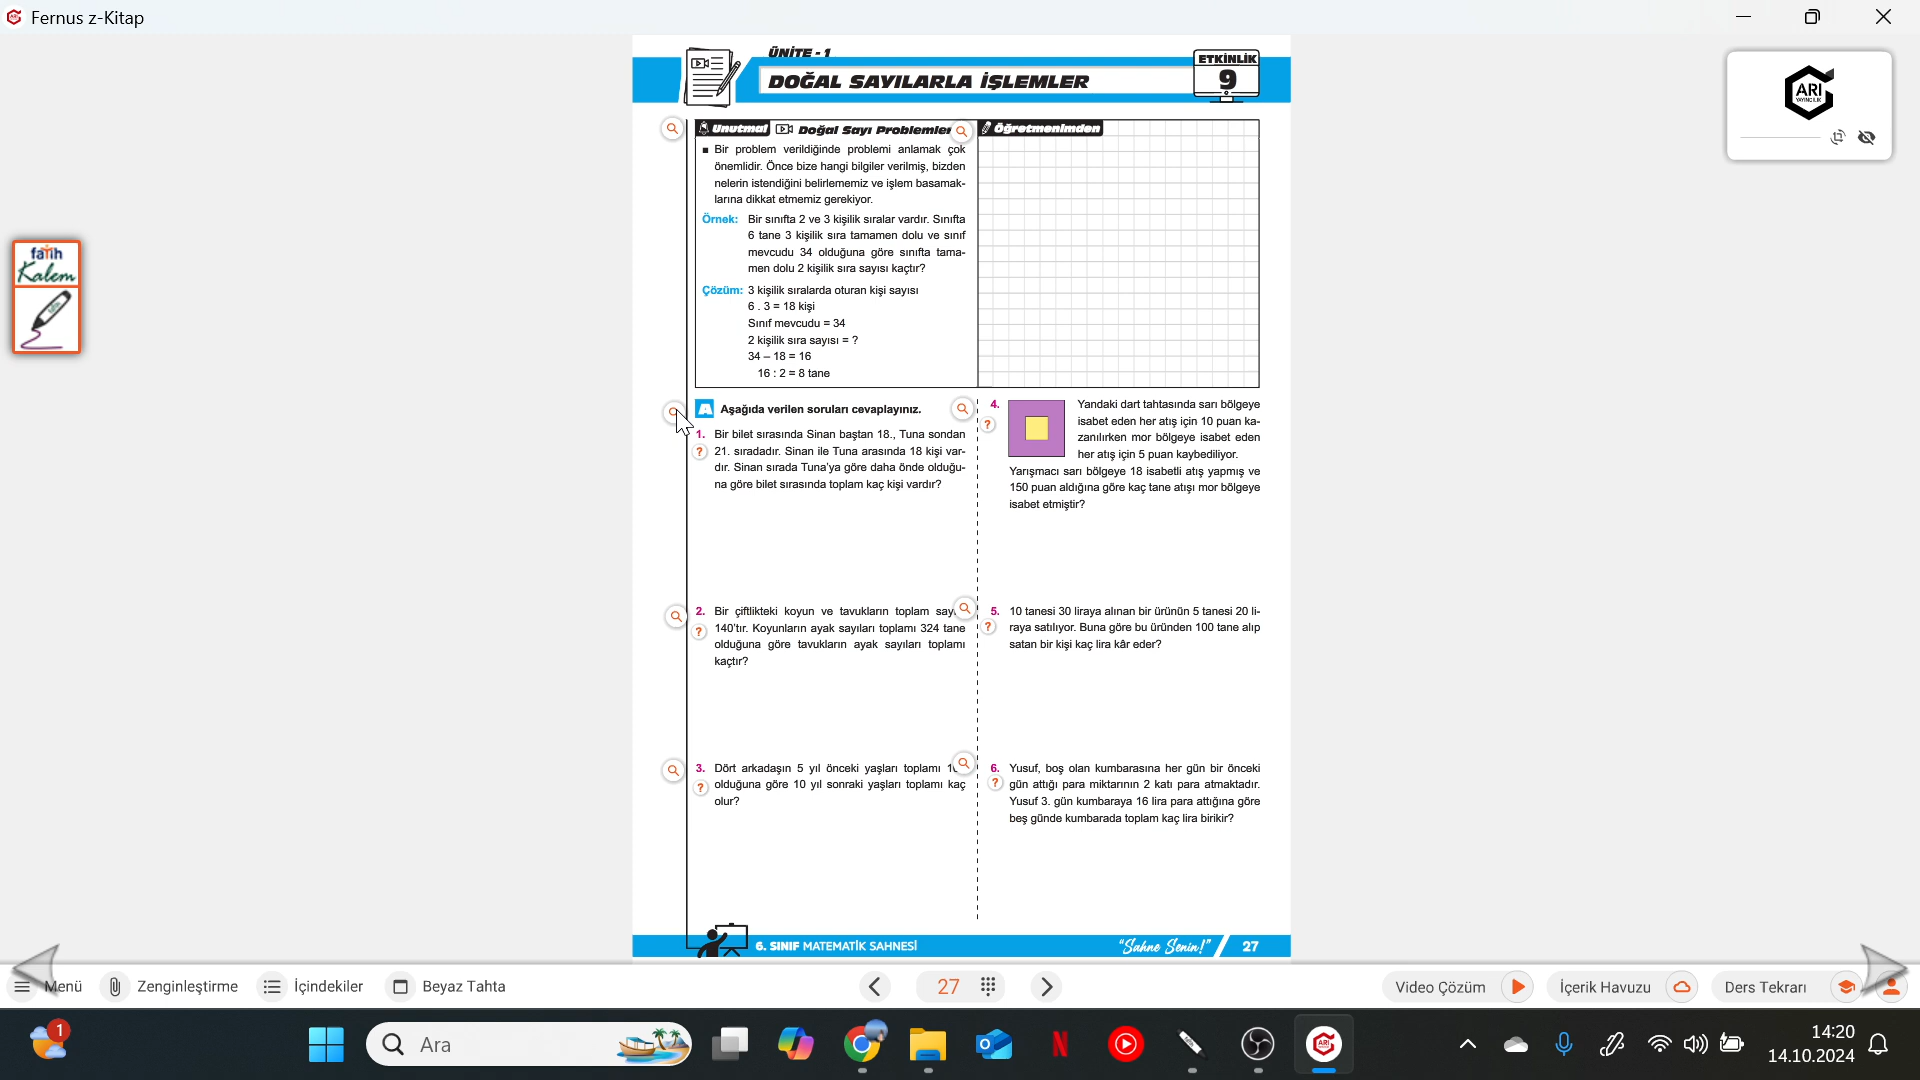 Fernus z-Kitap
ÜNİTE - 1
DOĞAL SAYILARLA İŞLEMLER
ETKİNLİK
9
ARI
YAYINCILIK
fatih
Kalem
Unutma!
Doğal Sayı Problemler
Bir problem verildiğinde problemi anlamak çok
önemlidir. Önce bize hangi bilgiler verilmiş, bizden
nelerin istendiğini belirlememiz ve işlem basamak-
larına dikkat etmemiz gerekiyor.
Örnek: Bir sınıfta 2 ve 3 kişilik sıralar vardır. Sınıfta
6 tane 3 kişilik sıra tamamen dolu ve sınıf
mevcudu 34 olduğuna göre sınıfta tama-
men dolu 2 kişilik sıra sayısı kaçtır?
Çözüm: 3 kişilik sıralarda oturan kişi sayısı
6 . 3 = 18 kişi
Sınıf mevcudu = 34
2 kişilik sıra sayısı = ?
34 – 18 = 16
16 : 2 = 8 tane
Öğretmenimden
A Aşağıda verilen soruları cevaplayınız.
1. Bir bilet sırasında Sinan baştan 18., Tuna sondan
? 21. sıradadır. Sinan ile Tuna arasında 18 kişi var-
dır. Sinan sırada Tuna'ya göre daha önde olduğu-
na göre bilet sırasında toplam kaç kişi vardır?
2. Bir çiftlikteki koyun ve tavukların toplam
? 140'tır. Koyunların ayak sayıları toplamı 324 tane
olduğuna göre tavukların ayak sayıları toplamı
kaçtır?
3. Dört arkadaşın 5 yıl önceki yaşları toplamı
? olduğuna göre 10 yıl sonraki yaşları toplamı kaç
olur?
4. Yandaki dart tahtasında sarı bölgeye
? isabet eden her atış için 10 puan ka-
zanılırken mor bölgeye isabet eden
her atış için 5 puan kaybediliyor.
Yarışmacı sarı bölgeye 18 isabetli atış yapmış ve
150 puan aldığına göre kaç tane atışı mor bölgeye
isabet etmiştir?
5. 10 tanesi 30 liraya alınan bir ürünün 5 tanesi 20 li-
? raya satılıyor. Buna göre bu üründen 100 tane alıp
satan bir kişi kaç lira kâr eder?
6. Yusuf, boş olan kumbarasına her gün bir önceki
? gün attığı para miktarının 2 katı para atmaktadır.
Yusuf 3. gün kumbaraya 16 lira para attığına göre
beş günde kumbarada toplam kaç lira birikir?
6. SINIF MATEMATİK SAHNESİ
"Sahne Senin!"
27
Menü
Zenginleştirme
İçindekiler
Beyaz Tahta
27
Video Çözüm
İçerik Havuzu
Ders Tekrarı
1
Ara
14:20
14.10.2024